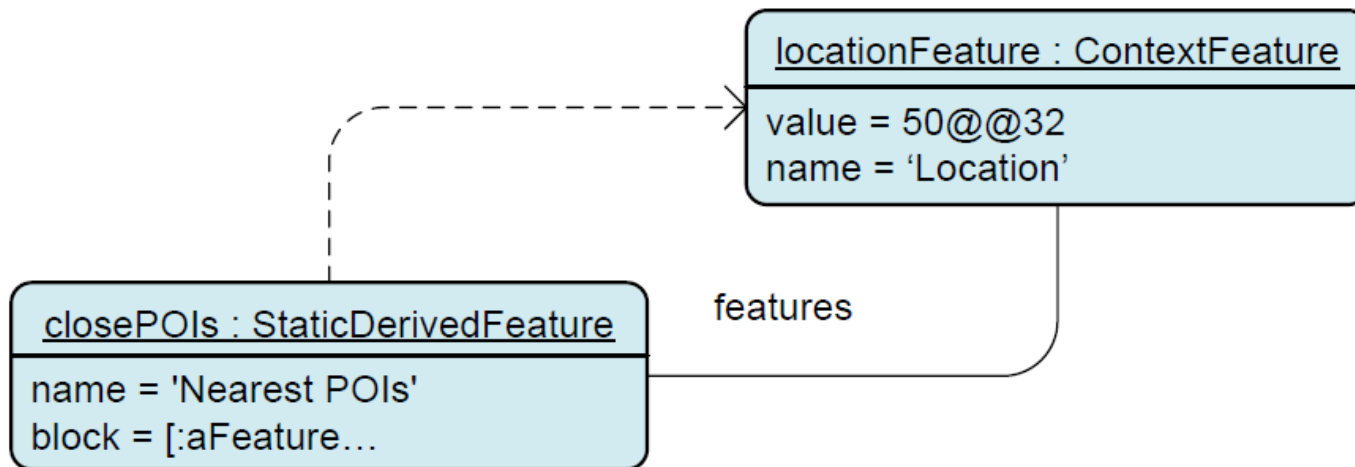 locationFeature : ContextFeature
value = 50@@32
name = ‘Location’
features
closePOIs : StaticDerivedFeature
name = 'Nearest POIs'
block = [:aFeature…